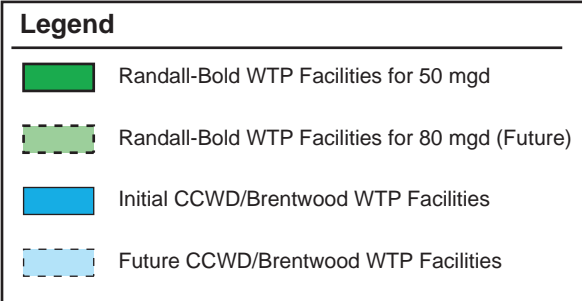 Legend
Randall-Bold WTP Facilities for 50 mgd
Randall-Bold WTP Facilities for 80 mgd (Future)
Initial CCWD/Brentwood WTP Facilities
Future CCWD/Brentwood WTP Facilities